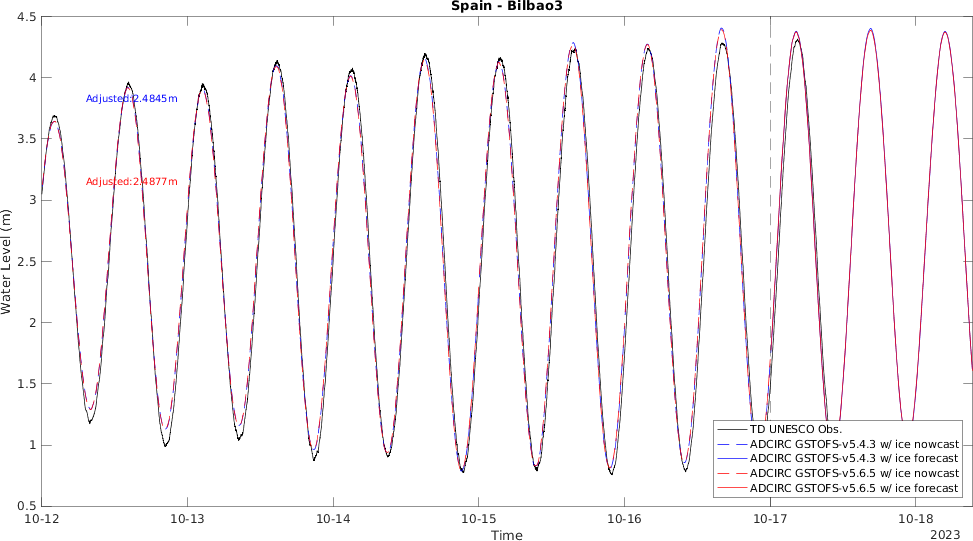 Spain - Bilbao3
4.5
4
3.5
3
2.5
2
1.5
1
0.5
Water Level (m)
Adjusted:2.4845m
Adjusted:2.4877m
TD UNESCO Obs.
ADCIRC GSTOFS-v5.4.3 w/ ice nowcast
ADCIRC GSTOFS-v5.4.3 w/ ice forecast
ADCIRC GSTOFS-v5.6.5 w/ ice nowcast
ADCIRC GSTOFS-v5.6.5 w/ ice forecast
10-12 10-13 10-14 10-15 10-16 10-17 10-18
Time
2023